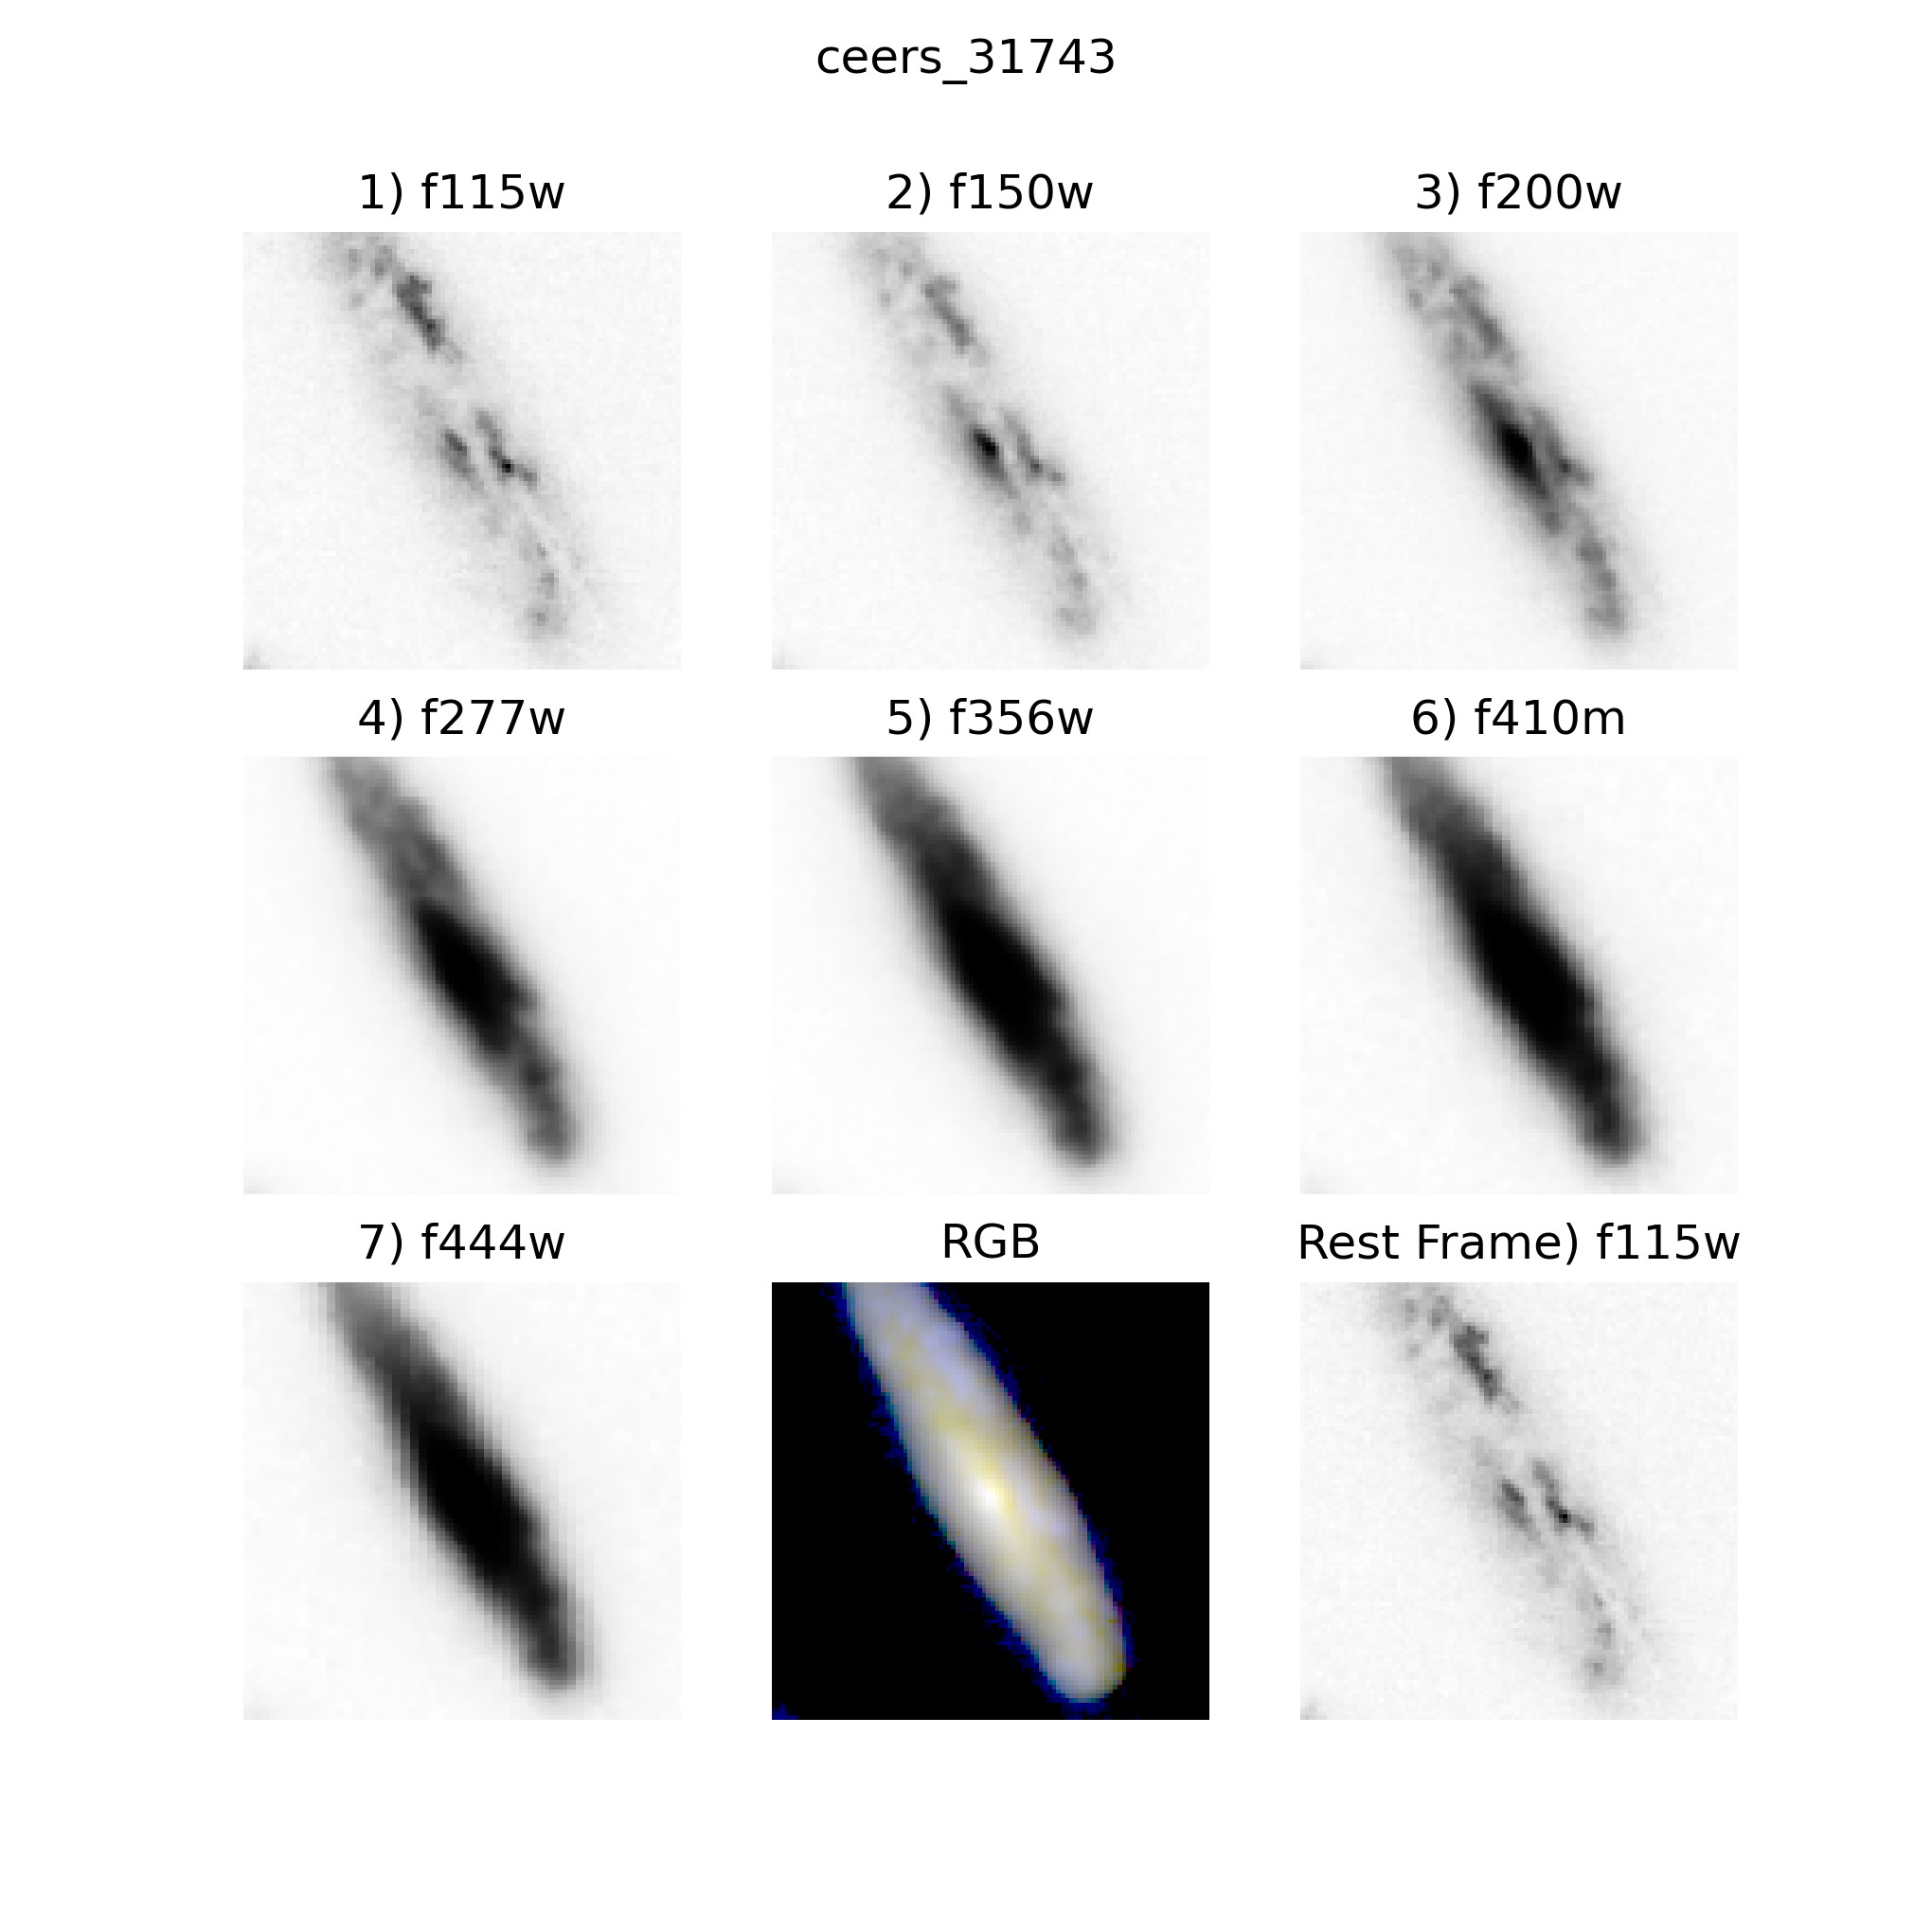 ceers_31743
1) f115w
2) f150w
3) f200w
4) f277w
5) f356w
6) f410m
7) f444w
RGB
Rest Frame) f115w